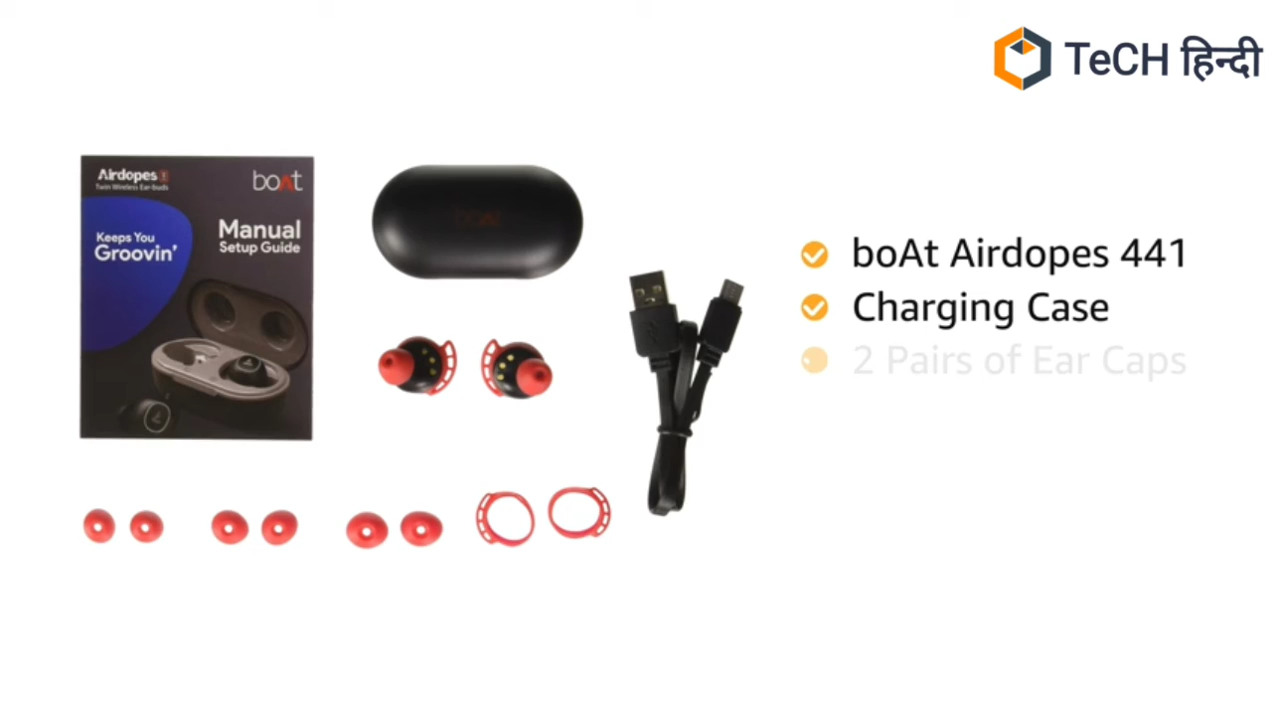 TeCH हिन्दी
Airdopes
Twin Wireless Ear-buds
boAt
Keeps You
Groovin'
Manual
Setup Guide
boAt
boAt Airdopes 441
Charging Case
2 Pairs of Ear Caps